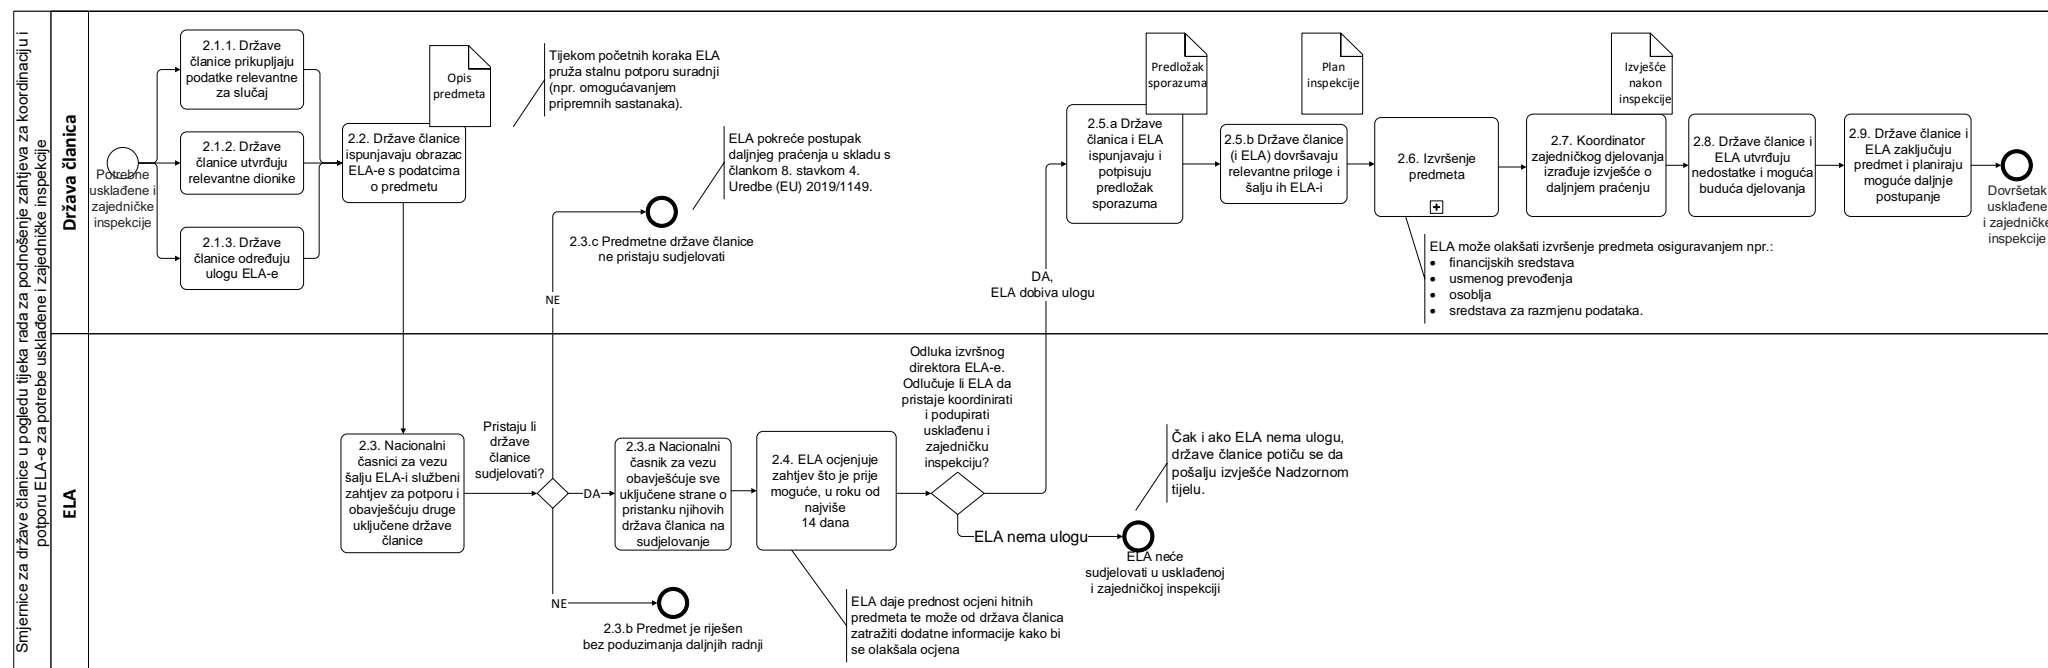 Smjernice za države članice u pogledu tijeka rada za podnošenje zahtjeva za koordinaciju i
potporu ELA-e za potrebe usklađene i zajedničke inspekcije
Država članica
Potrebne
usklađene i
zajedničke
inspekcije
2.1.1. Države
članice prikupljaju
podatke relevantne
za slučaj
2.1.2. Države
članice utvrđuju
relevantne dionike
2.1.3. Države
članice određuju
ulogu ELA-e
Opis
predmeta
2.2. Države članice
ispunjavaju obrazac
ELA-e s podatcima
o predmetu
Tijekom početnih koraka ELA
pruža stalnu potporu suradnji
(npr. omogućavanjem
pripremnih sastanaka).
ELA pokreće postupak
daljnjeg praćenja u skladu s
člankom 8. stavkom 4.
Uredbe (EU) 2019/1149.
2.3.c Predmetne države članice
ne pristaju sudjelovati
NE
DA,
ELA dobiva ulogu
Predložak
sporazuma
2.5.a Države
članica i ELA
ispunjavaju i
potpisuju
predložak
sporazuma
Plan
inspekcije
2.5.b Države članice
(i ELA) dovršavaju
relevantne priloge i
šalju ih ELA-i
2.6. Izvršenje
predmeta
ELA može olakšati izvršenje predmeta osiguravanjem npr.:
• financijskih sredstava
• usmenog prevođenja
• osoblja
• sredstava za razmjenu podataka.
Izvješće
nakon
inspekcije
2.7. Koordinator
zajedničkog djelovanja
izrađuje izvješće o
daljnjem praćenju
2.8. Države članice i
ELA utvrđuju
nedostatke i moguća
buduća djelovanja
2.9. Države članice i
ELA zaključuju
predmet i planiraju
moguće daljnje
postupanje
Dovršetak
usklađene
i zajedničke
inspekcije
ELA
2.3. Nacionalni
časnici za vezu
šalju ELA-i službeni
zahtjev za potporu i
obavješćuju druge
uključene države
članice
Pristaju li
države
članice
sudjelovati?
DA
NE
2.3.b Predmet je riješen
bez poduzimanja daljnjih radnji
2.3.a Nacionalni
časnik za vezu
obavješćuje sve
uključene strane o
pristanku njihovih
država članica na
sudjelovanje
2.4. ELA ocjenjuje
zahtjev što je prije
moguće, u roku od
najviše
14 dana
ELA daje prednost ocjeni hitnih
predmeta te može od država članica
zatražiti dodatne informacije kako bi
se olakšala ocjena
Odluka izvršnog
direktora ELA-e.
Odlučuje li ELA da
pristaje koordinirati
i podupirati
usklađenu i
zajedničku
inspekciju?
ELA nema ulogu
ELA neće
sudjelovati u usklađenoj
i zajedničkoj inspekciji
Čak i ako ELA nema ulogu,
države članice potiču se da
pošalju izvješće Nadzornom
tijelu.